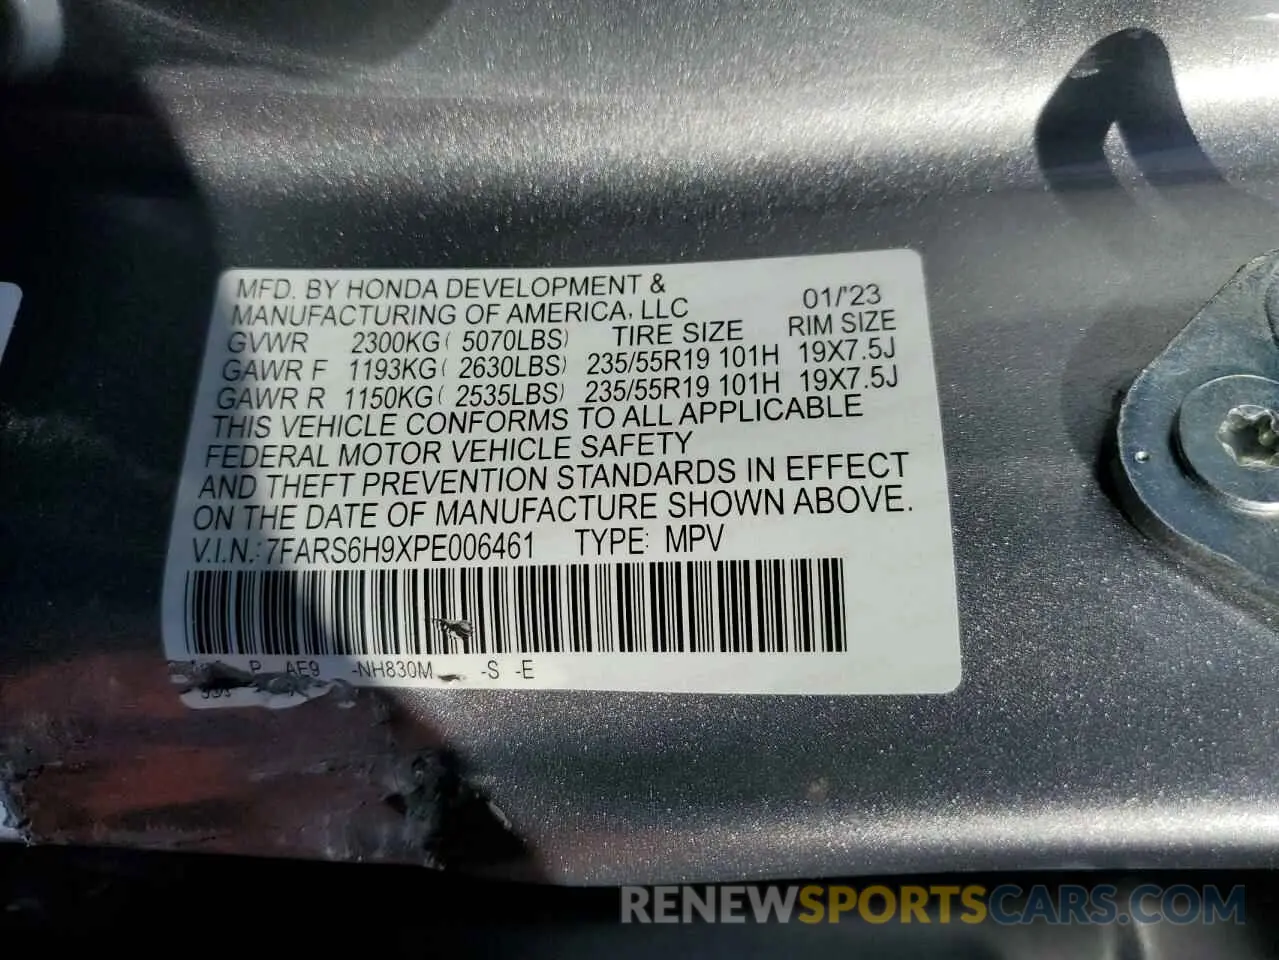 MFD. BY HONDA DEVELOPMENT &
MANUFACTURING OF AMERICA, LLC 01/'23
GVWR 2300KG( 5070LBS) TIRE SIZE RIM SIZE
GAWR F 1193KG( 2630LBS) 235/55R19 101H 19X7.5J
GAWR R 1150KG( 2535LBS) 235/55R19 101H 19X7.5J
THIS VEHICLE CONFORMS TO ALL APPLICABLE
FEDERAL MOTOR VEHICLE SAFETY
AND THEFT PREVENTION STANDARDS IN EFFECT
ON THE DATE OF MANUFACTURE SHOWN ABOVE.
V.I.N.: 7FARS6H9XPE006461 TYPE: MPV
P AE9 -NH830M -S -E
RENEWSPORTSCARS.COM